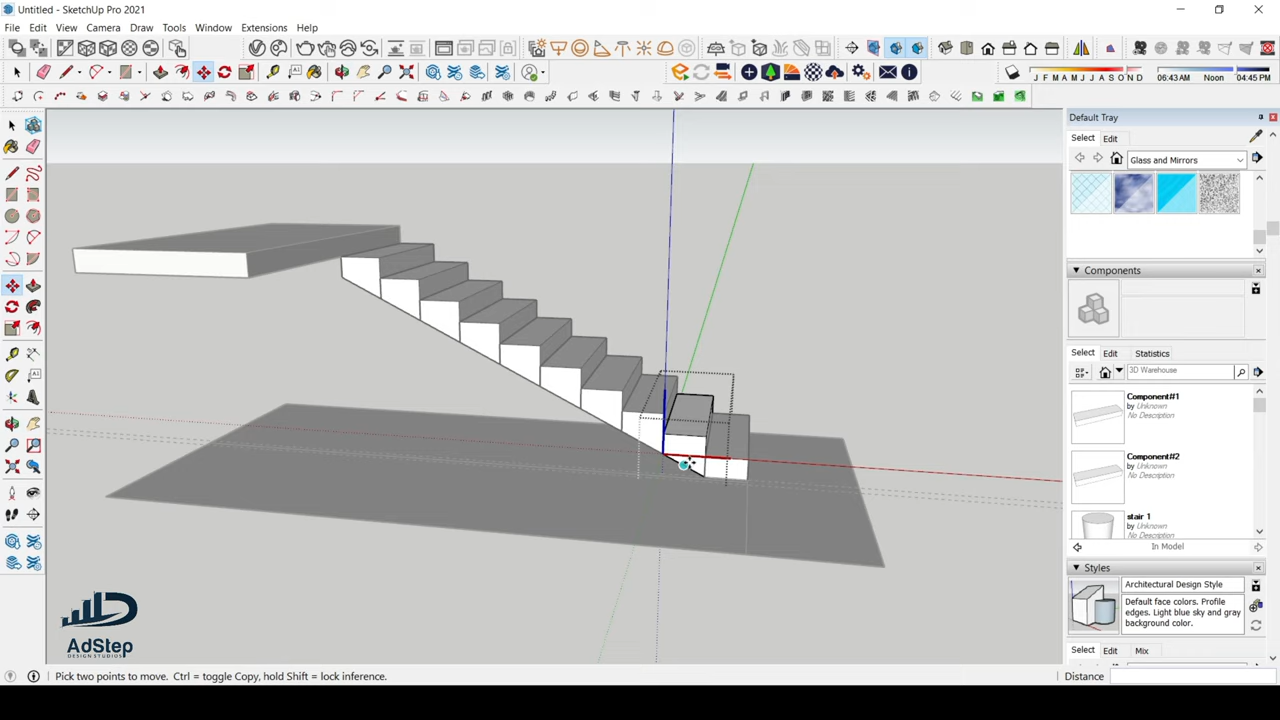 Untitled - SketchUp Pro 2021
File Edit View Camera Draw Tools Window Extensions Help
J F M A M J J A S O N D 06:43 AM Noon 04:45 PM
Default Tray
Select Edit
Glass and Mirrors
Components
Select Edit Statistics
3D Warehouse
Component#1
by Unknown
No Description
Component#2
by Unknown
No Description
stair 1
by Unknown
No Description
In Model
Styles
Architectural Design Style
Default face colors. Profile
edges. Light blue sky and gray
background color.
Select Edit Mix
AdStep
DESIGN STUDIOS
Pick two points to move. Ctrl = toggle Copy, hold Shift = lock inference.
Distance